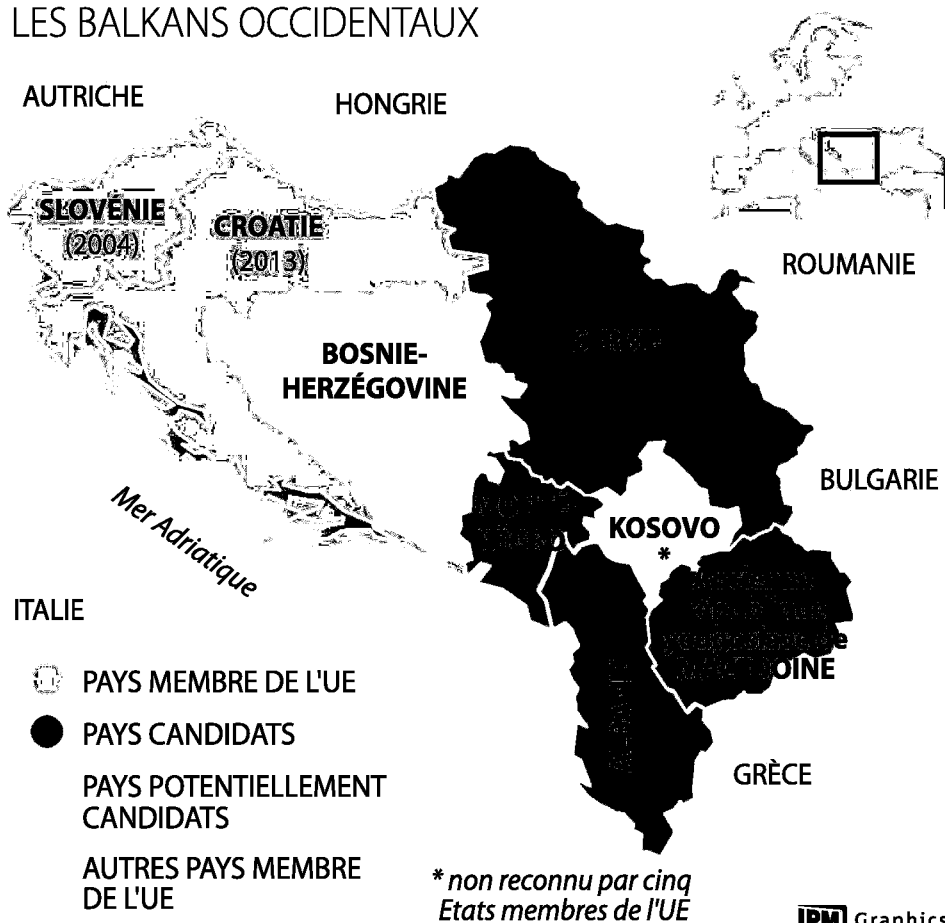 LES BALKANS OCCIDENTAUX
AUTRICHE
HONGRIE
SLOVÉNIE
(2004)
CROATIE
(2013)
ROUMANIE
BOSNIE-
HERZÉGOVINE
BULGARIE
KOSOVO
*
Mer Adriatique
ITALIE
GRÈCE
PAYS MEMBRE DE L'UE
PAYS CANDIDATS
PAYS POTENTIELLEMENT
CANDIDATS
AUTRES PAYS MEMBRE
DE L'UE
* non reconnu par cinq
Etats membres de l'UE
IPM Graphics